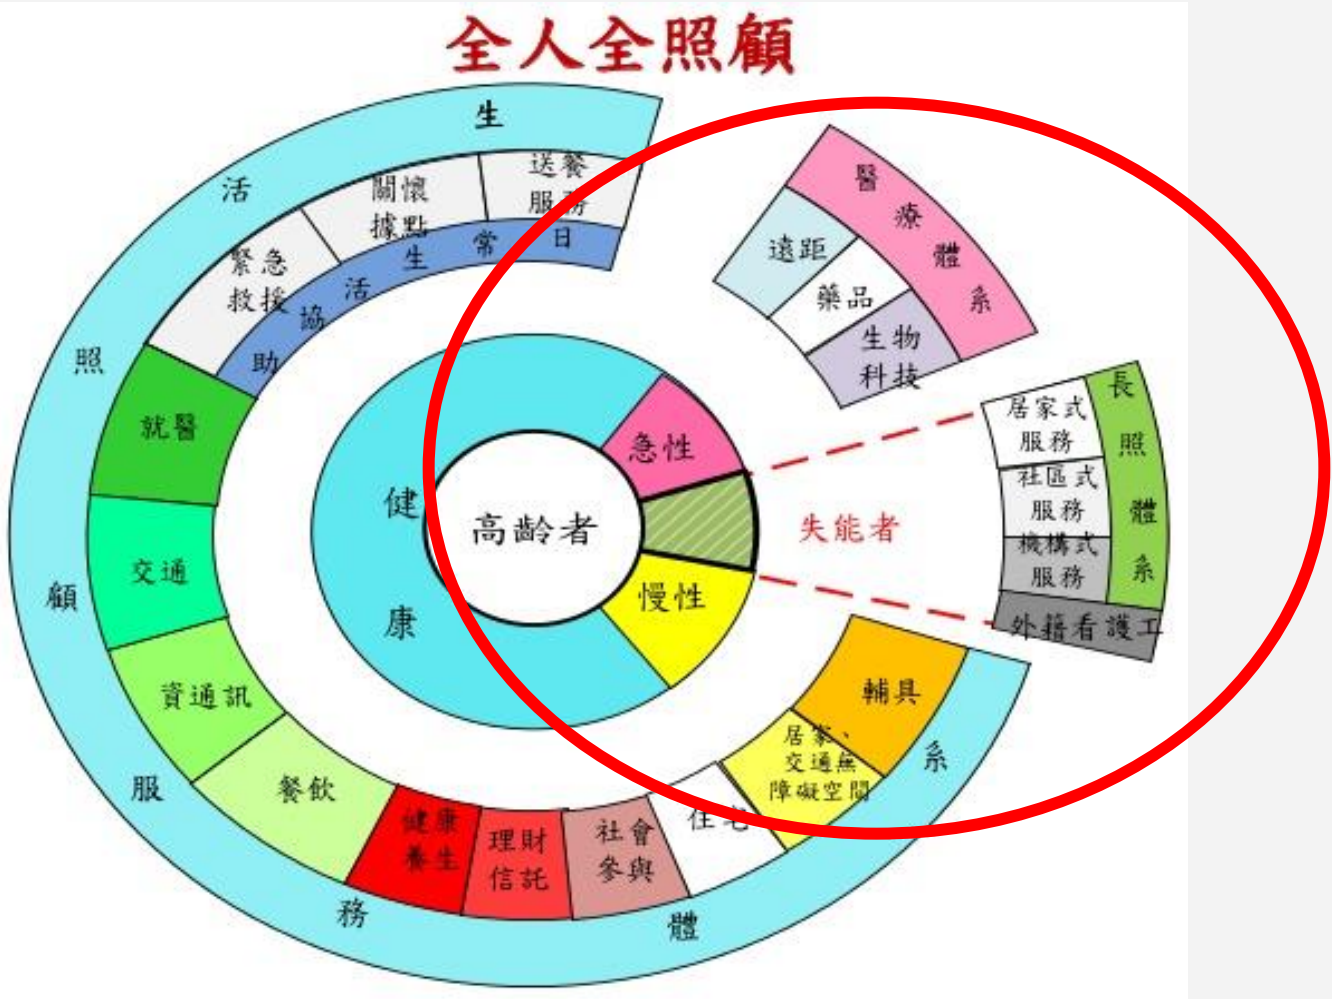 全人全照顧
生活照顧服務體系
送餐
服務
關懷
據點
緊急
救援
日常生活協助
就醫
交通
資通訊
餐飲
健康
養生
理財
信託
社會
參與
住宅
居家、
交通無
障礙空間
輔具
醫療體系
遠距
藥品
生物
科技
長照體系
居家式
服務
社區式
服務
機構式
服務
外籍看護工
失能者
健康
急性
慢性
高齡者